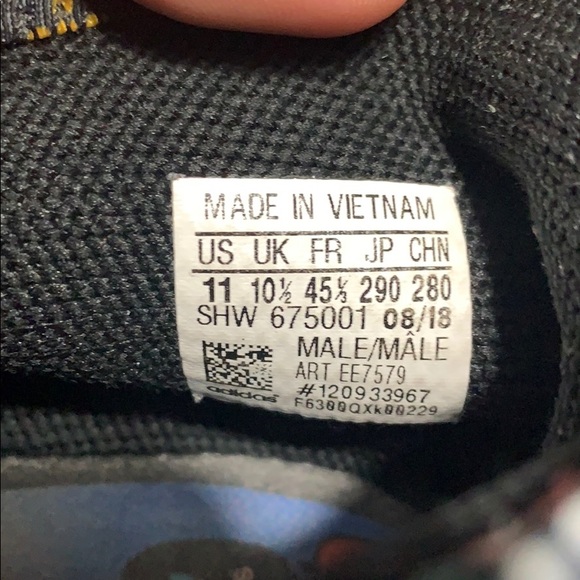 MADE IN VIETNAM
US UK FR JP CHN
11 10½ 45⅓ 290 280
SHW 675001 08/18
MALE/MÂLE
ART EE7579
#120933967
adidas F6300QXk00229